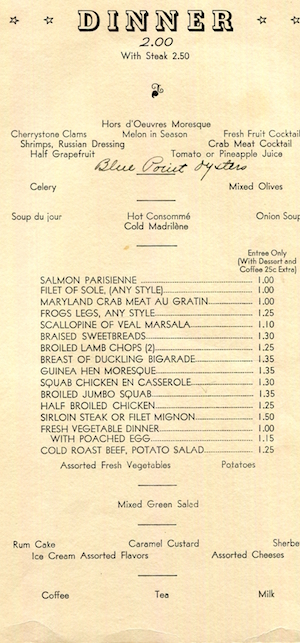 DINNER
2.00
With Steak 2.50
Hors d'Oeuvres Moresque
Cherrystone Clams Melon in Season Fresh Fruit Cocktail
Shrimps, Russian Dressing Crab Meat Cocktail
Half Grapefruit Tomato or Pineapple Juice
Blue Point Oysters
Celery Mixed Olives
Soup du jour Hot Consommé Onion Soup
Cold Madrilène
Entree Only
(With Dessert and
Coffee 25c Extra)
SALMON PARISIENNE 1.00
FILET OF SOLE, (ANY STYLE) 1.00
MARYLAND CRAB MEAT AU GRATIN 1.00
FROGS LEGS, ANY STYLE 1.25
SCALLOPINE OF VEAL MARSALA 1.10
BRAISED SWEETBREADS 1.30
BROILED LAMB CHOPS (2) 1.25
BREAST OF DUCKLING BIGARADE 1.35
GUINEA HEN MORESQUE 1.35
SQUAB CHICKEN EN CASSEROLE 1.30
BROILED JUMBO SQUAB 1.35
HALF BROILED CHICKEN 1.25
SIRLOIN STEAK OR FILET MIGNON 1.50
FRESH VEGETABLE DINNER 1.00
WITH POACHED EGG 1.15
COLD ROAST BEEF, POTATO SALAD 1.25
Assorted Fresh Vegetables Potatoes
Mixed Green Salad
Rum Cake Caramel Custard Sherbe
Ice Cream Assorted Flavors Assorted Cheeses
Coffee Tea Milk